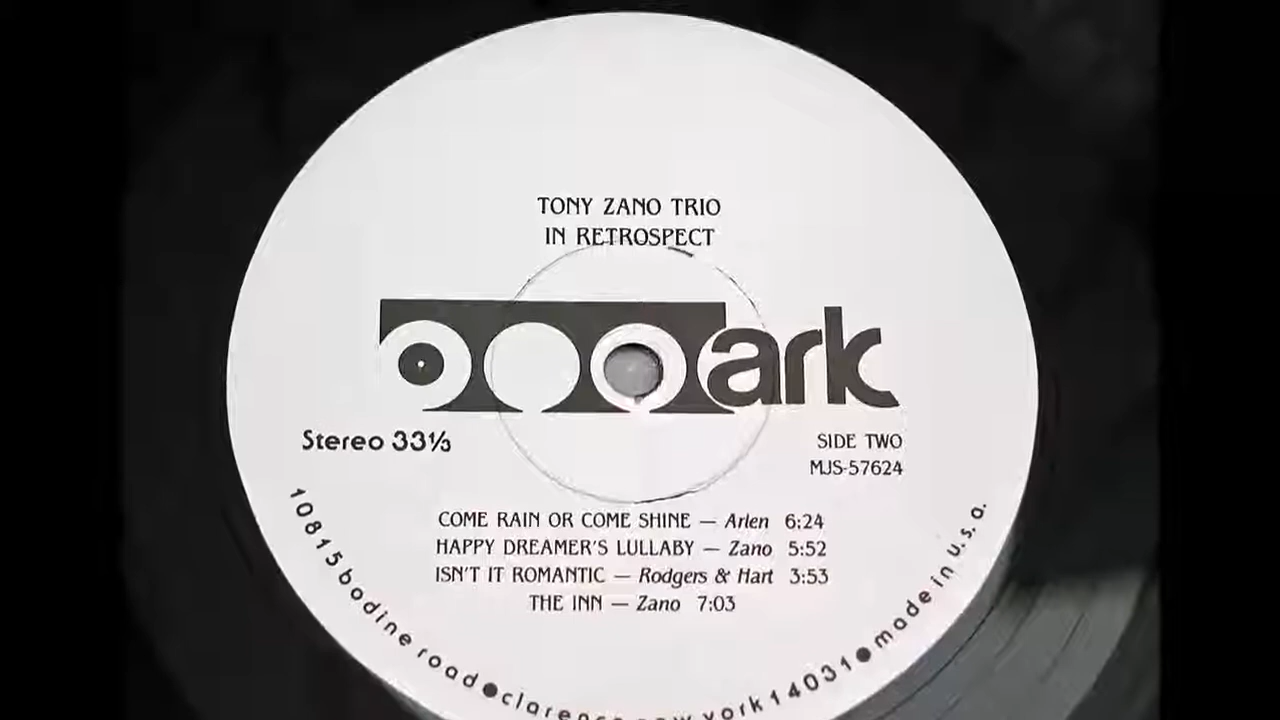 TONY ZANO TRIO
IN RETROSPECT
mark
Stereo 33⅓
SIDE TWO
MJS-57624
COME RAIN OR COME SHINE — Arlen 6:24
HAPPY DREAMER'S LULLABY — Zano 5:52
ISN'T IT ROMANTIC — Rodgers & Hart 3:53
THE INN — Zano 7:03
10815 bodine road ● clarence new york 14031 ● made in u. s. a.